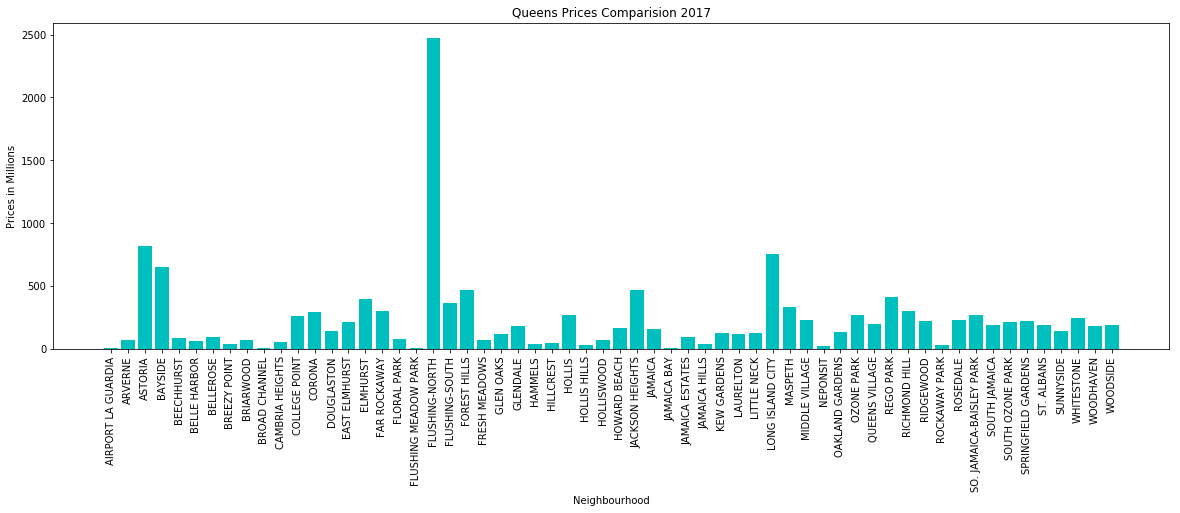 Queens Prices Comparision 2017
Prices in Millions
2500
2000
1500
1000
500
0
AIRPORT LA GUARDIA
ARVERNE
ASTORIA
BAYSIDE
BEECHHURST
BELLE HARBOR
BELLEROSE
BREEZY POINT
BRIARWOOD
BROAD CHANNEL
CAMBRIA HEIGHTS
COLLEGE POINT
CORONA
DOUGLASTON
EAST ELMHURST
ELMHURST
FAR ROCKAWAY
FLORAL PARK
FLUSHING MEADOW PARK
FLUSHING-NORTH
FLUSHING-SOUTH
FOREST HILLS
FRESH MEADOWS
GLEN OAKS
GLENDALE
HAMMELS
HILLCREST
HOLLIS
HOLLIS HILLS
HOLLISWOOD
HOWARD BEACH
JACKSON HEIGHTS
JAMAICA
JAMAICA BAY
JAMAICA ESTATES
JAMAICA HILLS
KEW GARDENS
LAURELTON
LITTLE NECK
LONG ISLAND CITY
MASPETH
MIDDLE VILLAGE
NEPONSIT
OAKLAND GARDENS
OZONE PARK
QUEENS VILLAGE
REGO PARK
RICHMOND HILL
RIDGEWOOD
ROCKAWAY PARK
ROSEDALE
SO. JAMAICA-BAISLEY PARK
SOUTH JAMAICA
SOUTH OZONE PARK
SPRINGFIELD GARDENS
ST. ALBANS
SUNNYSIDE
WHITESTONE
WOODHAVEN
WOODSIDE
Neighbourhood